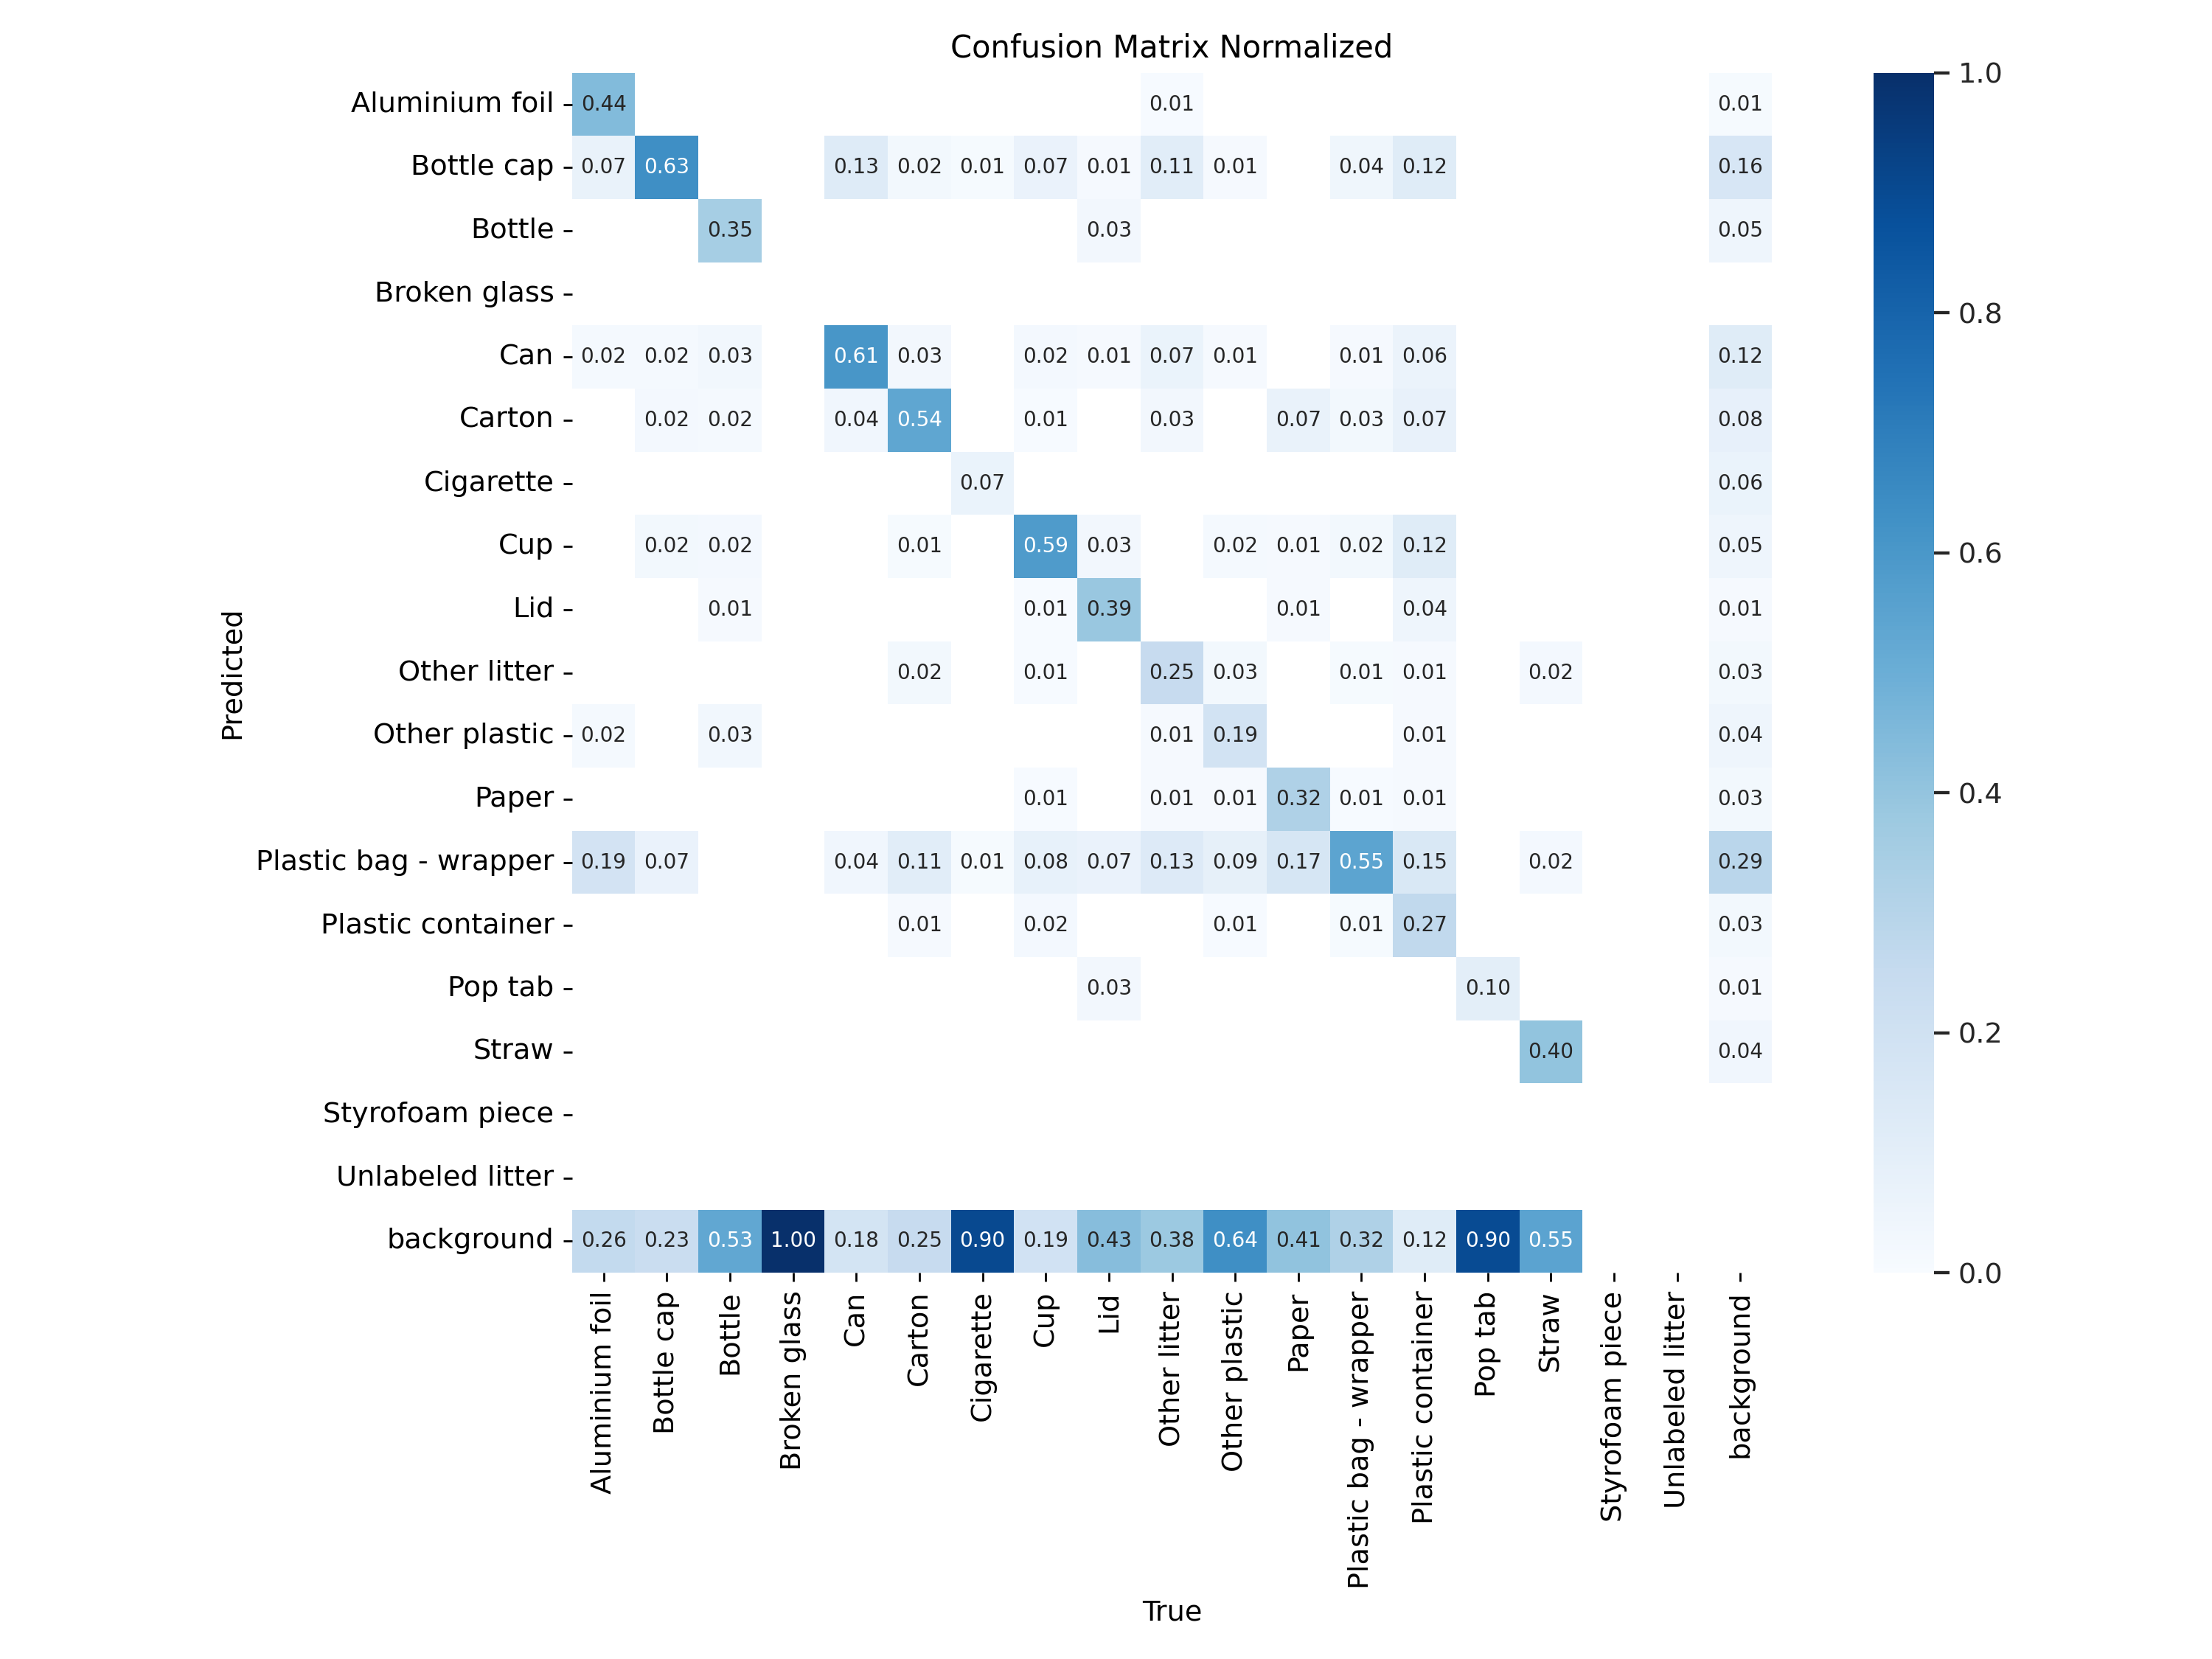 Confusion Matrix Normalized
Aluminium foil 0.44 0.01 0.01
Bottle cap 0.07 0.63 0.13 0.02 0.01 0.07 0.01 0.11 0.01 0.04 0.12 0.16
Bottle 0.35 0.03 0.05
Broken glass
Can 0.02 0.02 0.03 0.61 0.03 0.02 0.01 0.07 0.01 0.01 0.06 0.12
Carton 0.02 0.02 0.04 0.54 0.01 0.03 0.07 0.03 0.07 0.08
Cigarette 0.07 0.06
Cup 0.02 0.02 0.01 0.59 0.03 0.02 0.01 0.02 0.12 0.05
Lid 0.01 0.01 0.39 0.01 0.04 0.01
Other litter 0.02 0.01 0.25 0.03 0.01 0.01 0.02 0.03
Other plastic 0.02 0.03 0.01 0.19 0.01 0.04
Paper 0.01 0.01 0.01 0.32 0.01 0.01 0.03
Plastic bag - wrapper 0.19 0.07 0.04 0.11 0.01 0.08 0.07 0.13 0.09 0.17 0.55 0.15 0.02 0.29
Plastic container 0.01 0.02 0.01 0.01 0.27 0.03
Pop tab 0.03 0.10 0.01
Straw 0.40 0.04
Styrofoam piece
Unlabeled litter
background 0.26 0.23 0.53 1.00 0.18 0.25 0.90 0.19 0.43 0.38 0.64 0.41 0.32 0.12 0.90 0.55
Predicted
Aluminium foil
Bottle cap
Bottle
Broken glass
Can
Carton
Cigarette
Cup
Lid
Other litter
Other plastic
Paper
Plastic bag - wrapper
Plastic container
Pop tab
Straw
Styrofoam piece
Unlabeled litter
background
True
1.0
0.8
0.6
0.4
0.2
0.0